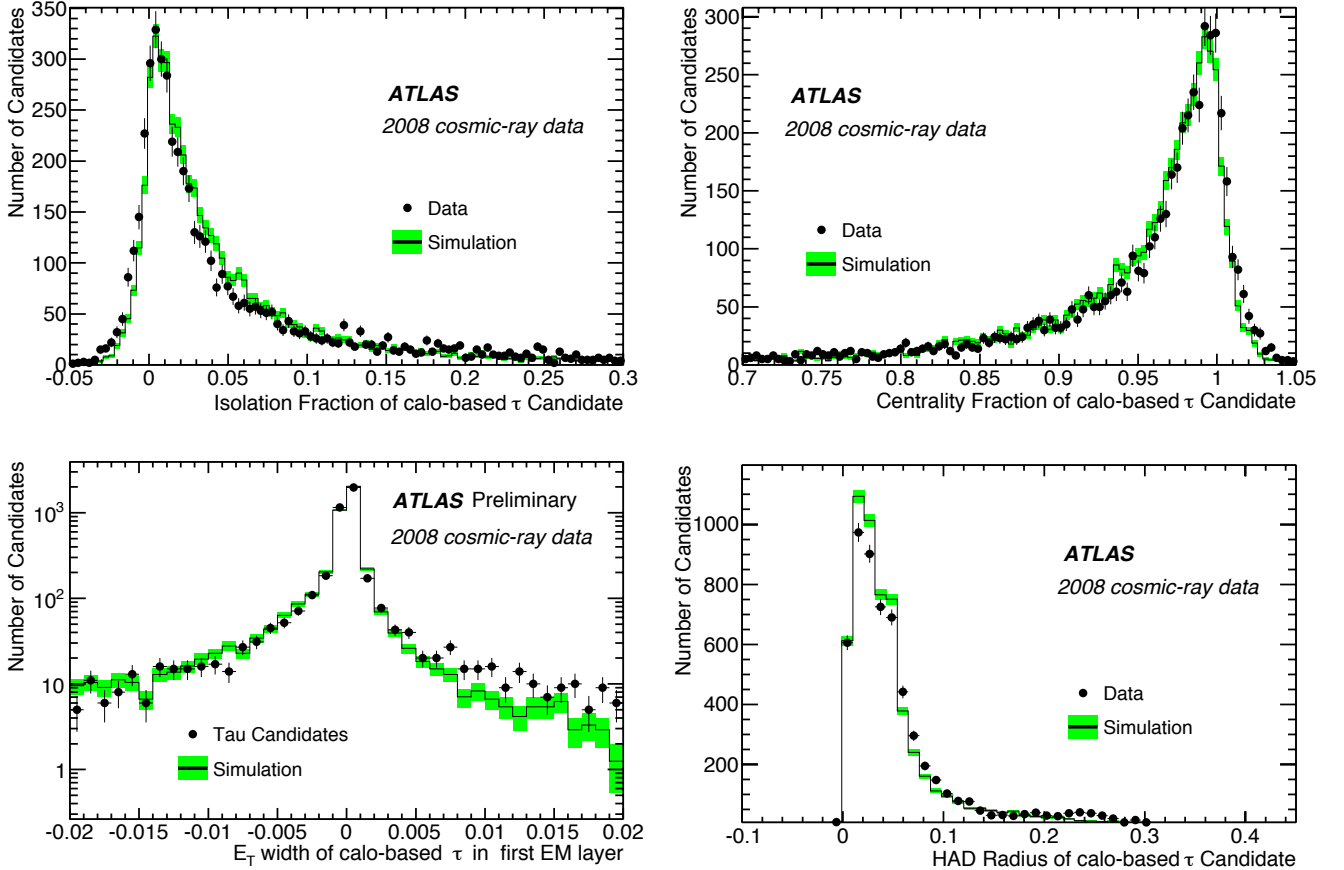 Number of Candidates
350
300
250
200
150
100
50
0
ATLAS
2008 cosmic-ray data
Data
Simulation
-0.05 0 0.05 0.1 0.15 0.2 0.25 0.3
Isolation Fraction of calo-based τ Candidate
Number of Candidates
300
250
200
150
100
50
0
ATLAS
2008 cosmic-ray data
Data
Simulation
0.7 0.75 0.8 0.85 0.9 0.95 1 1.05
Centrality Fraction of calo-based τ Candidate
Number of Candidates
10^3
10^2
10
1
ATLAS Preliminary
2008 cosmic-ray data
Tau Candidates
Simulation
-0.02 -0.015 -0.01 -0.005 0 0.005 0.01 0.015 0.02
E_T width of calo-based τ in first EM layer
Number of Candidates
1000
800
600
400
200
ATLAS
2008 cosmic-ray data
Data
Simulation
-0.1 0 0.1 0.2 0.3 0.4
HAD Radius of calo-based τ Candidate